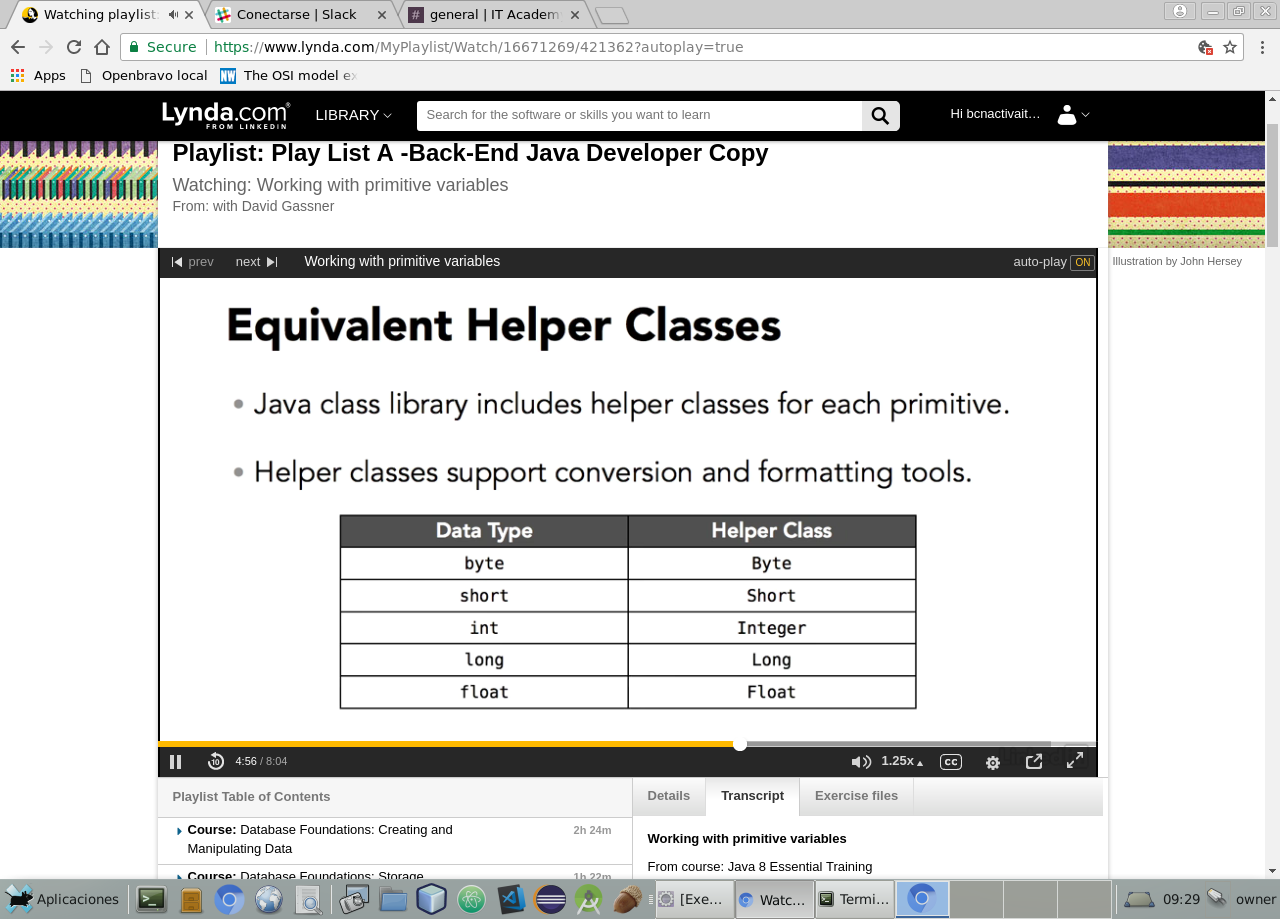 Watching playlist:
Conectarse | Slack
general | IT Academ
Secure
https://www.lynda.com/MyPlaylist/Watch/16671269/421362?autoplay=true
Apps
Openbravo local
NW
The OSI model ex
Lynda.com
FROM LINKEDIN
LIBRARY
Search for the software or skills you want to learn
Hi bcnactivait...
Playlist: Play List A -Back-End Java Developer Copy
Watching: Working with primitive variables
From: with David Gassner
prev
next
Working with primitive variables
auto-play ON
Illustration by John Hersey
Equivalent Helper Classes
• Java class library includes helper classes for each primitive.
• Helper classes support conversion and formatting tools.
Data Type Helper Class
byte Byte
short Short
int Integer
long Long
float Float
10
4:56 / 8:04
1.25x
CC
Playlist Table of Contents
Details
Transcript
Exercise files
Course: Database Foundations: Creating and
Manipulating Data
2h 24m
Course: Database Foundations: Storage
1h 22m
Working with primitive variables
From course: Java 8 Essential Training
Aplicaciones
[Exe...
Watc...
Termi...
09:29
owner